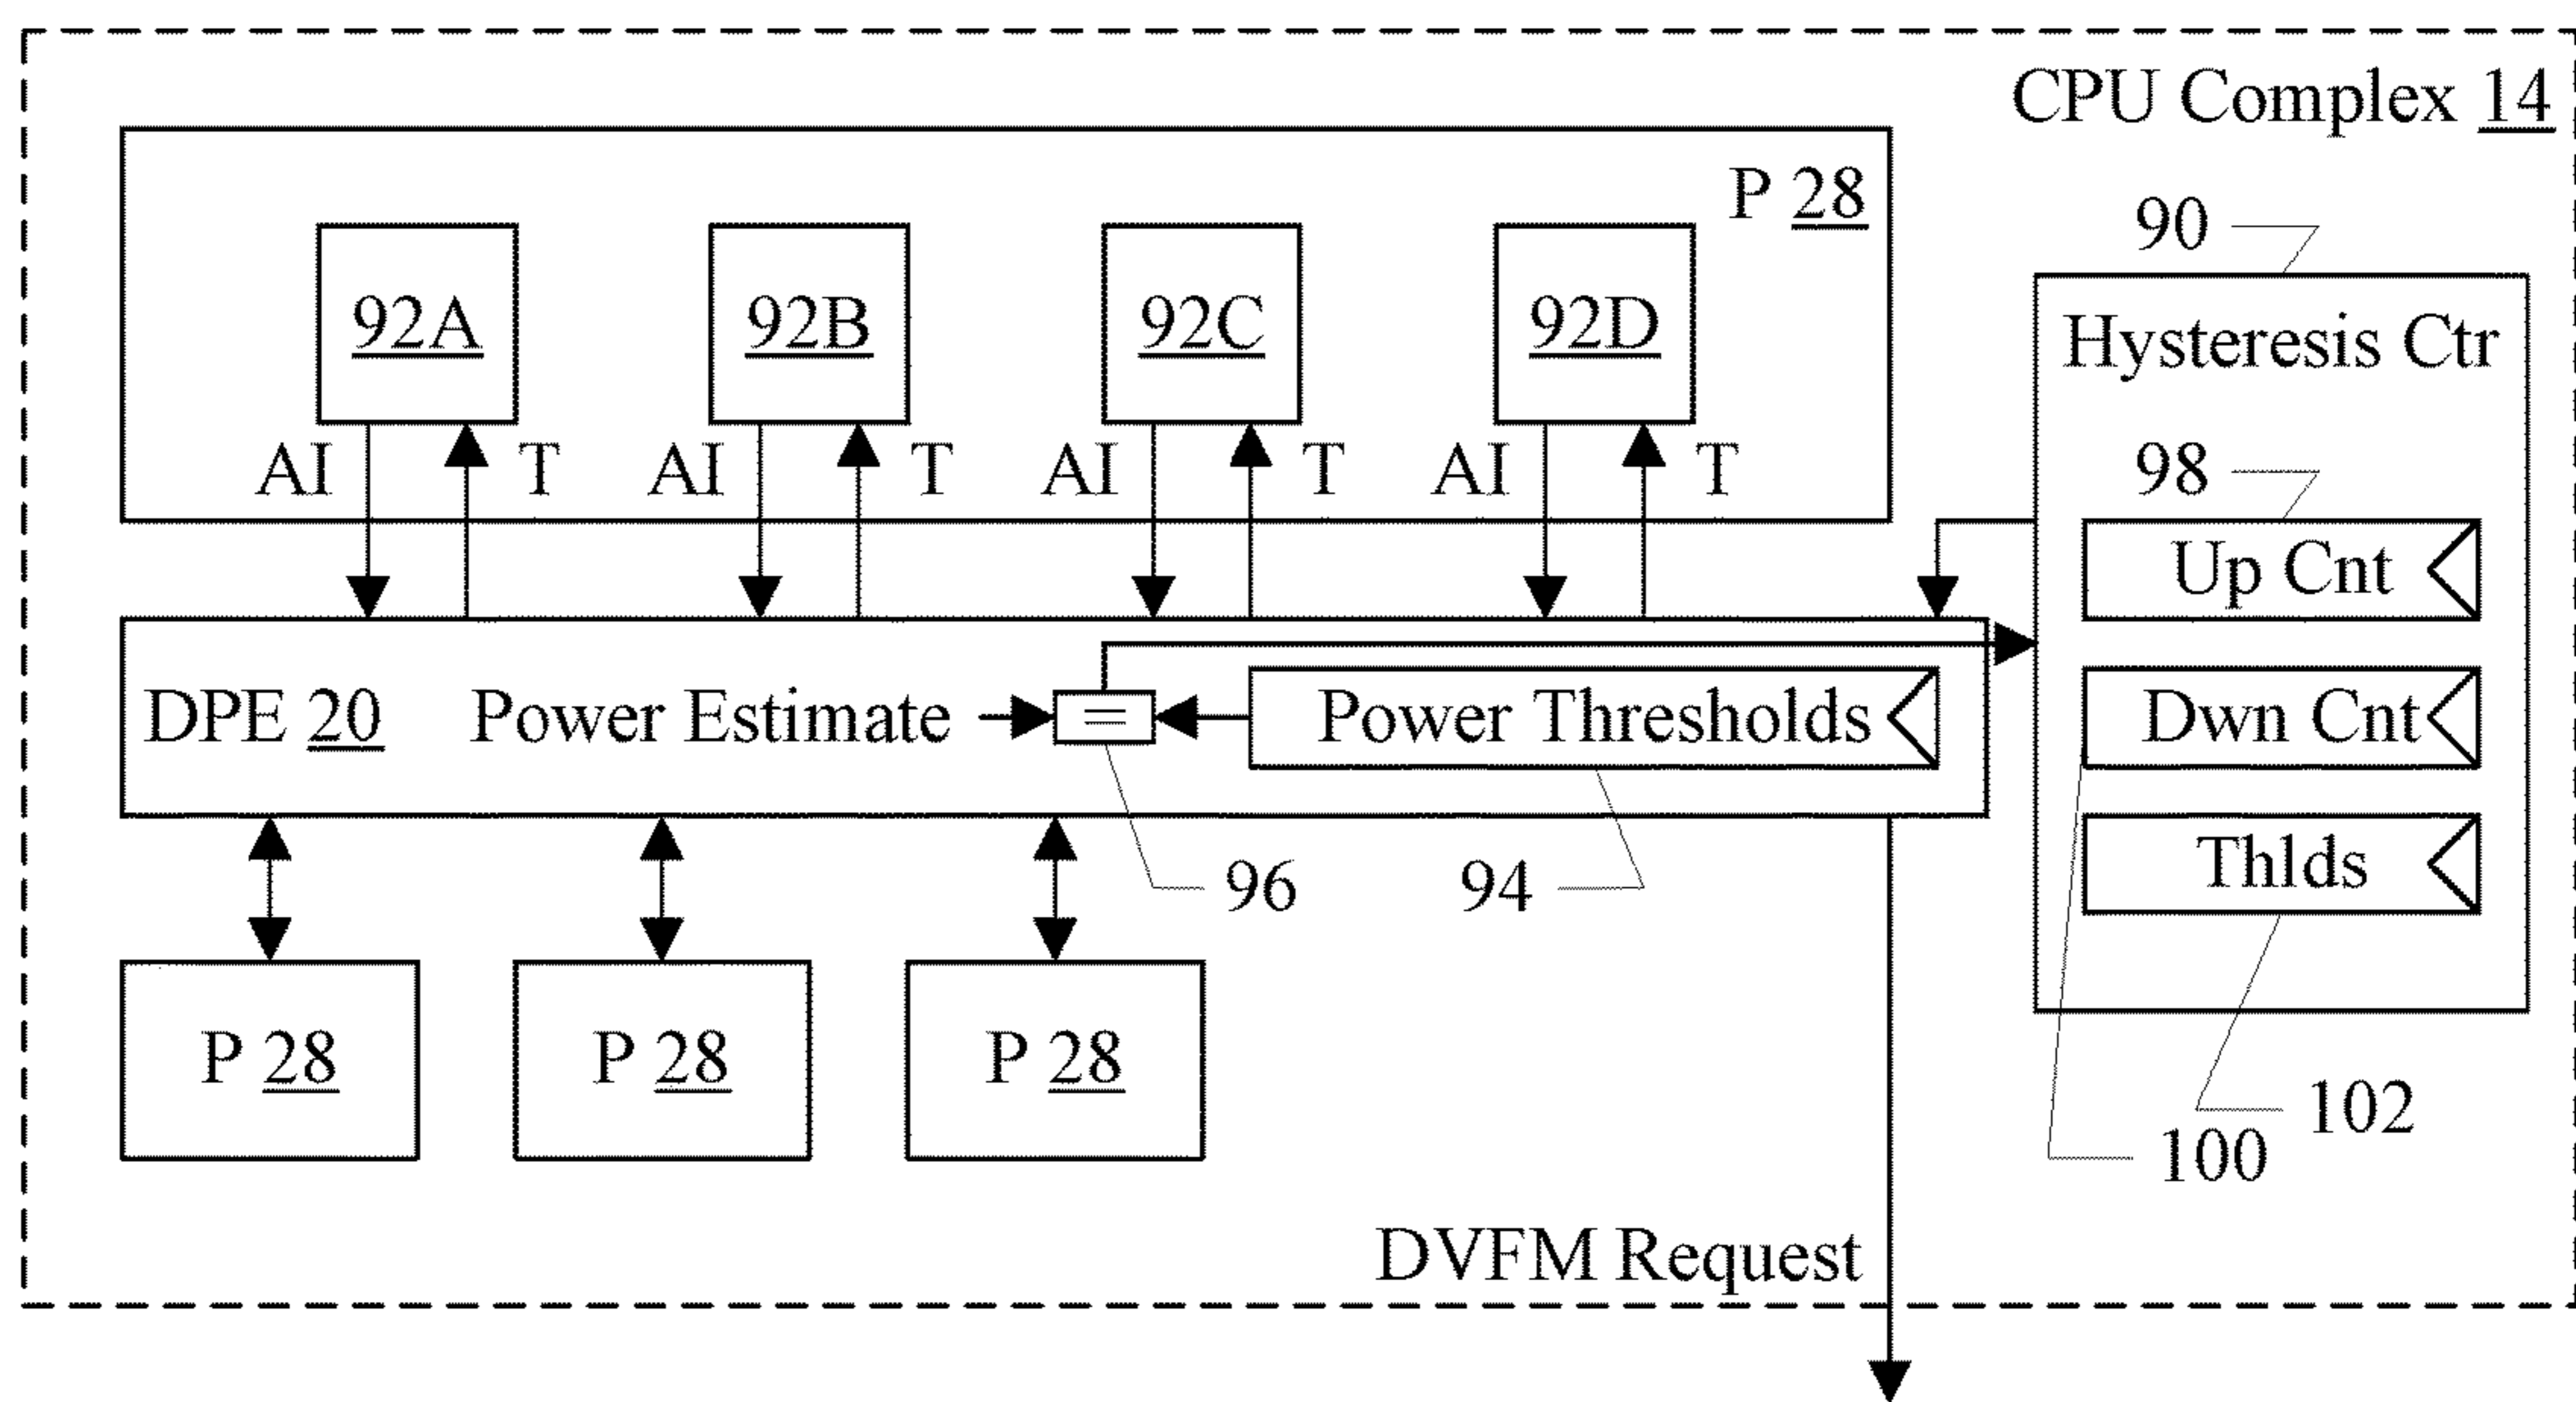 CPU Complex 14
P 28
90
92A 92B 92C 92D
Hysteresis Ctr
AI T AI T AI T AI T
98
Up Cnt
DPE 20 Power Estimate = Power Thresholds
Dwn Cnt
96 94
Thlds
P 28 P 28 P 28
102
100
DVFM Request